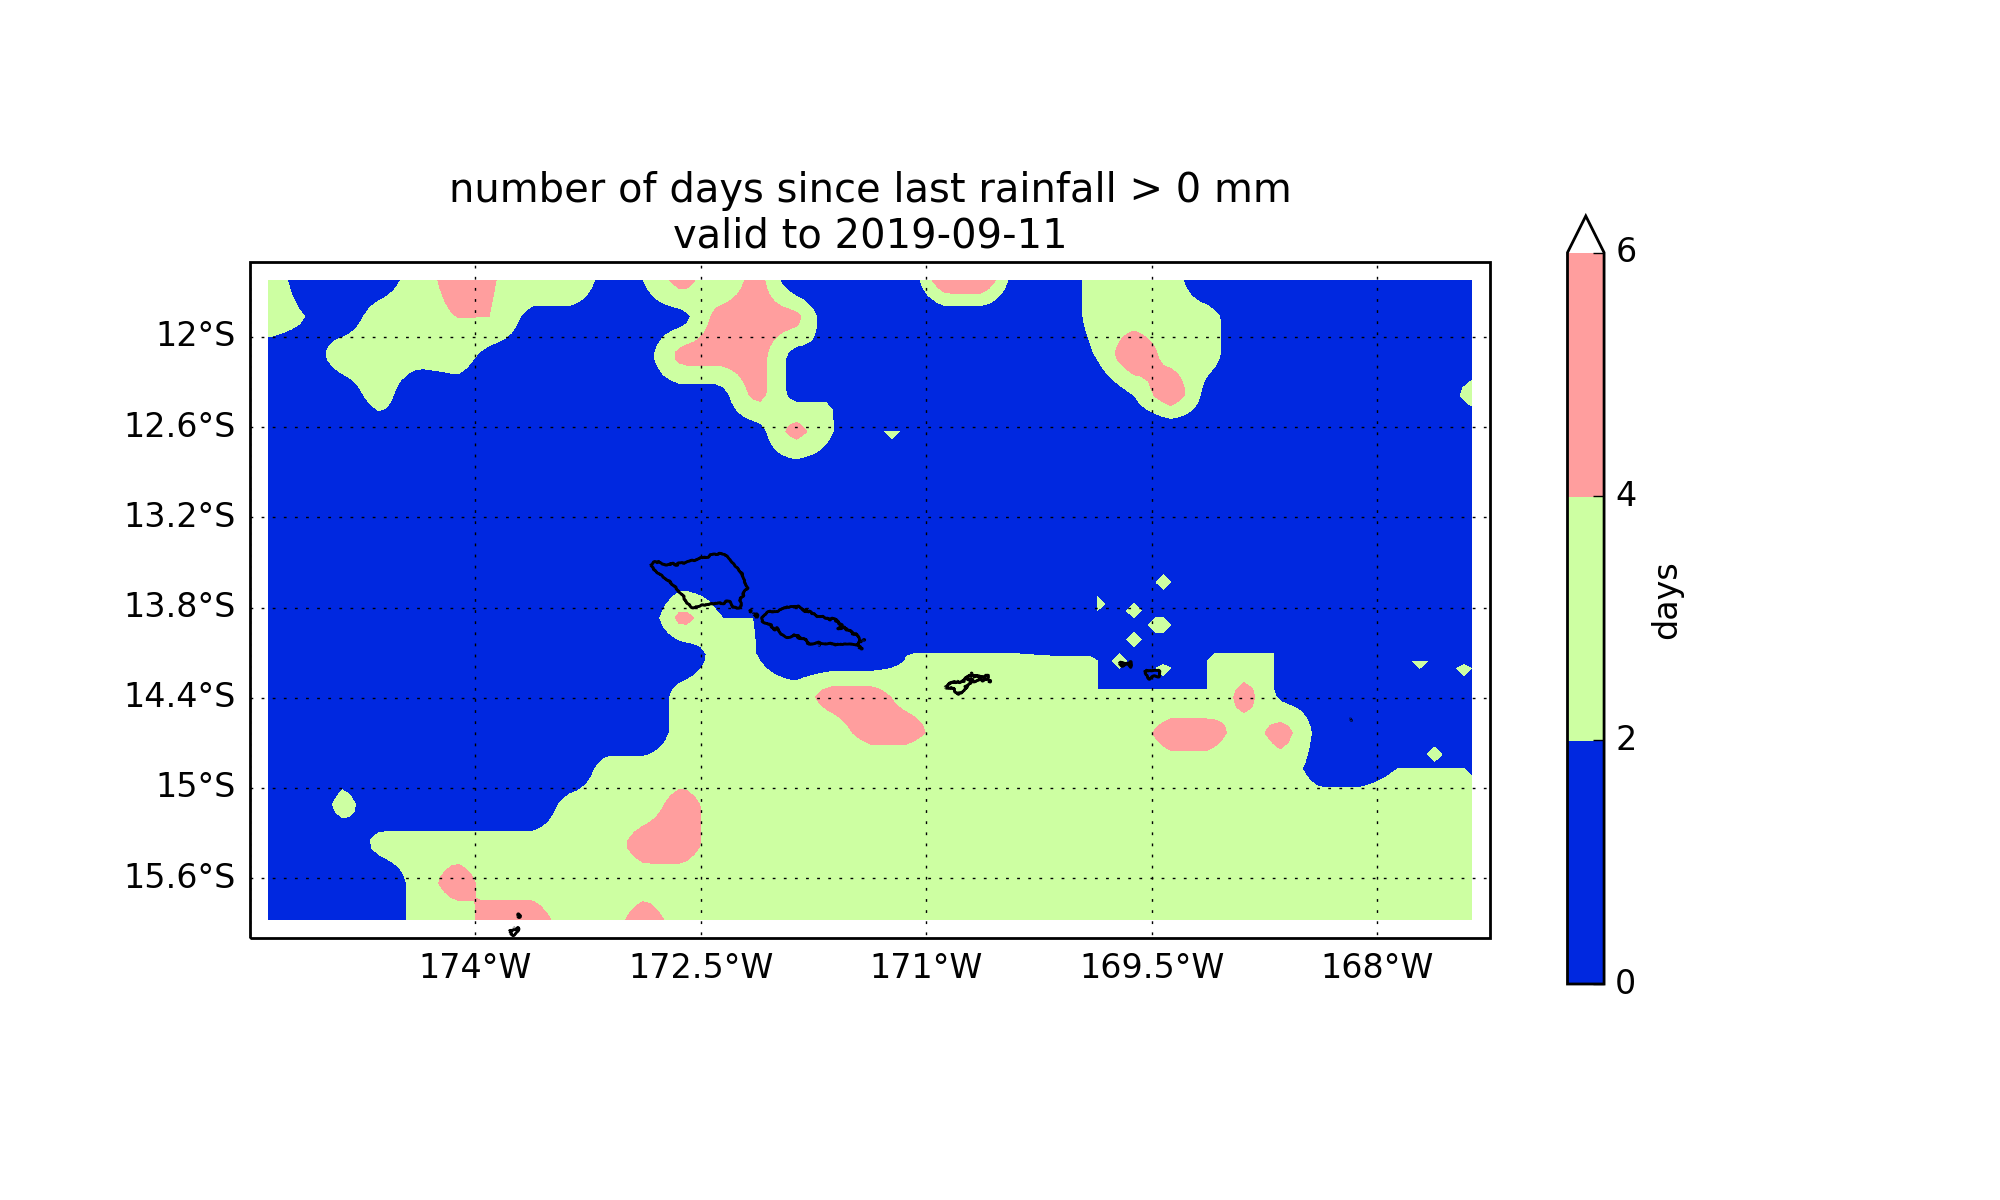 number of days since last rainfall > 0 mm
valid to 2019-09-11
12°S
12.6°S
13.2°S
13.8°S
14.4°S
15°S
15.6°S
174°W
172.5°W
171°W
169.5°W
168°W
6
4
2
0
days